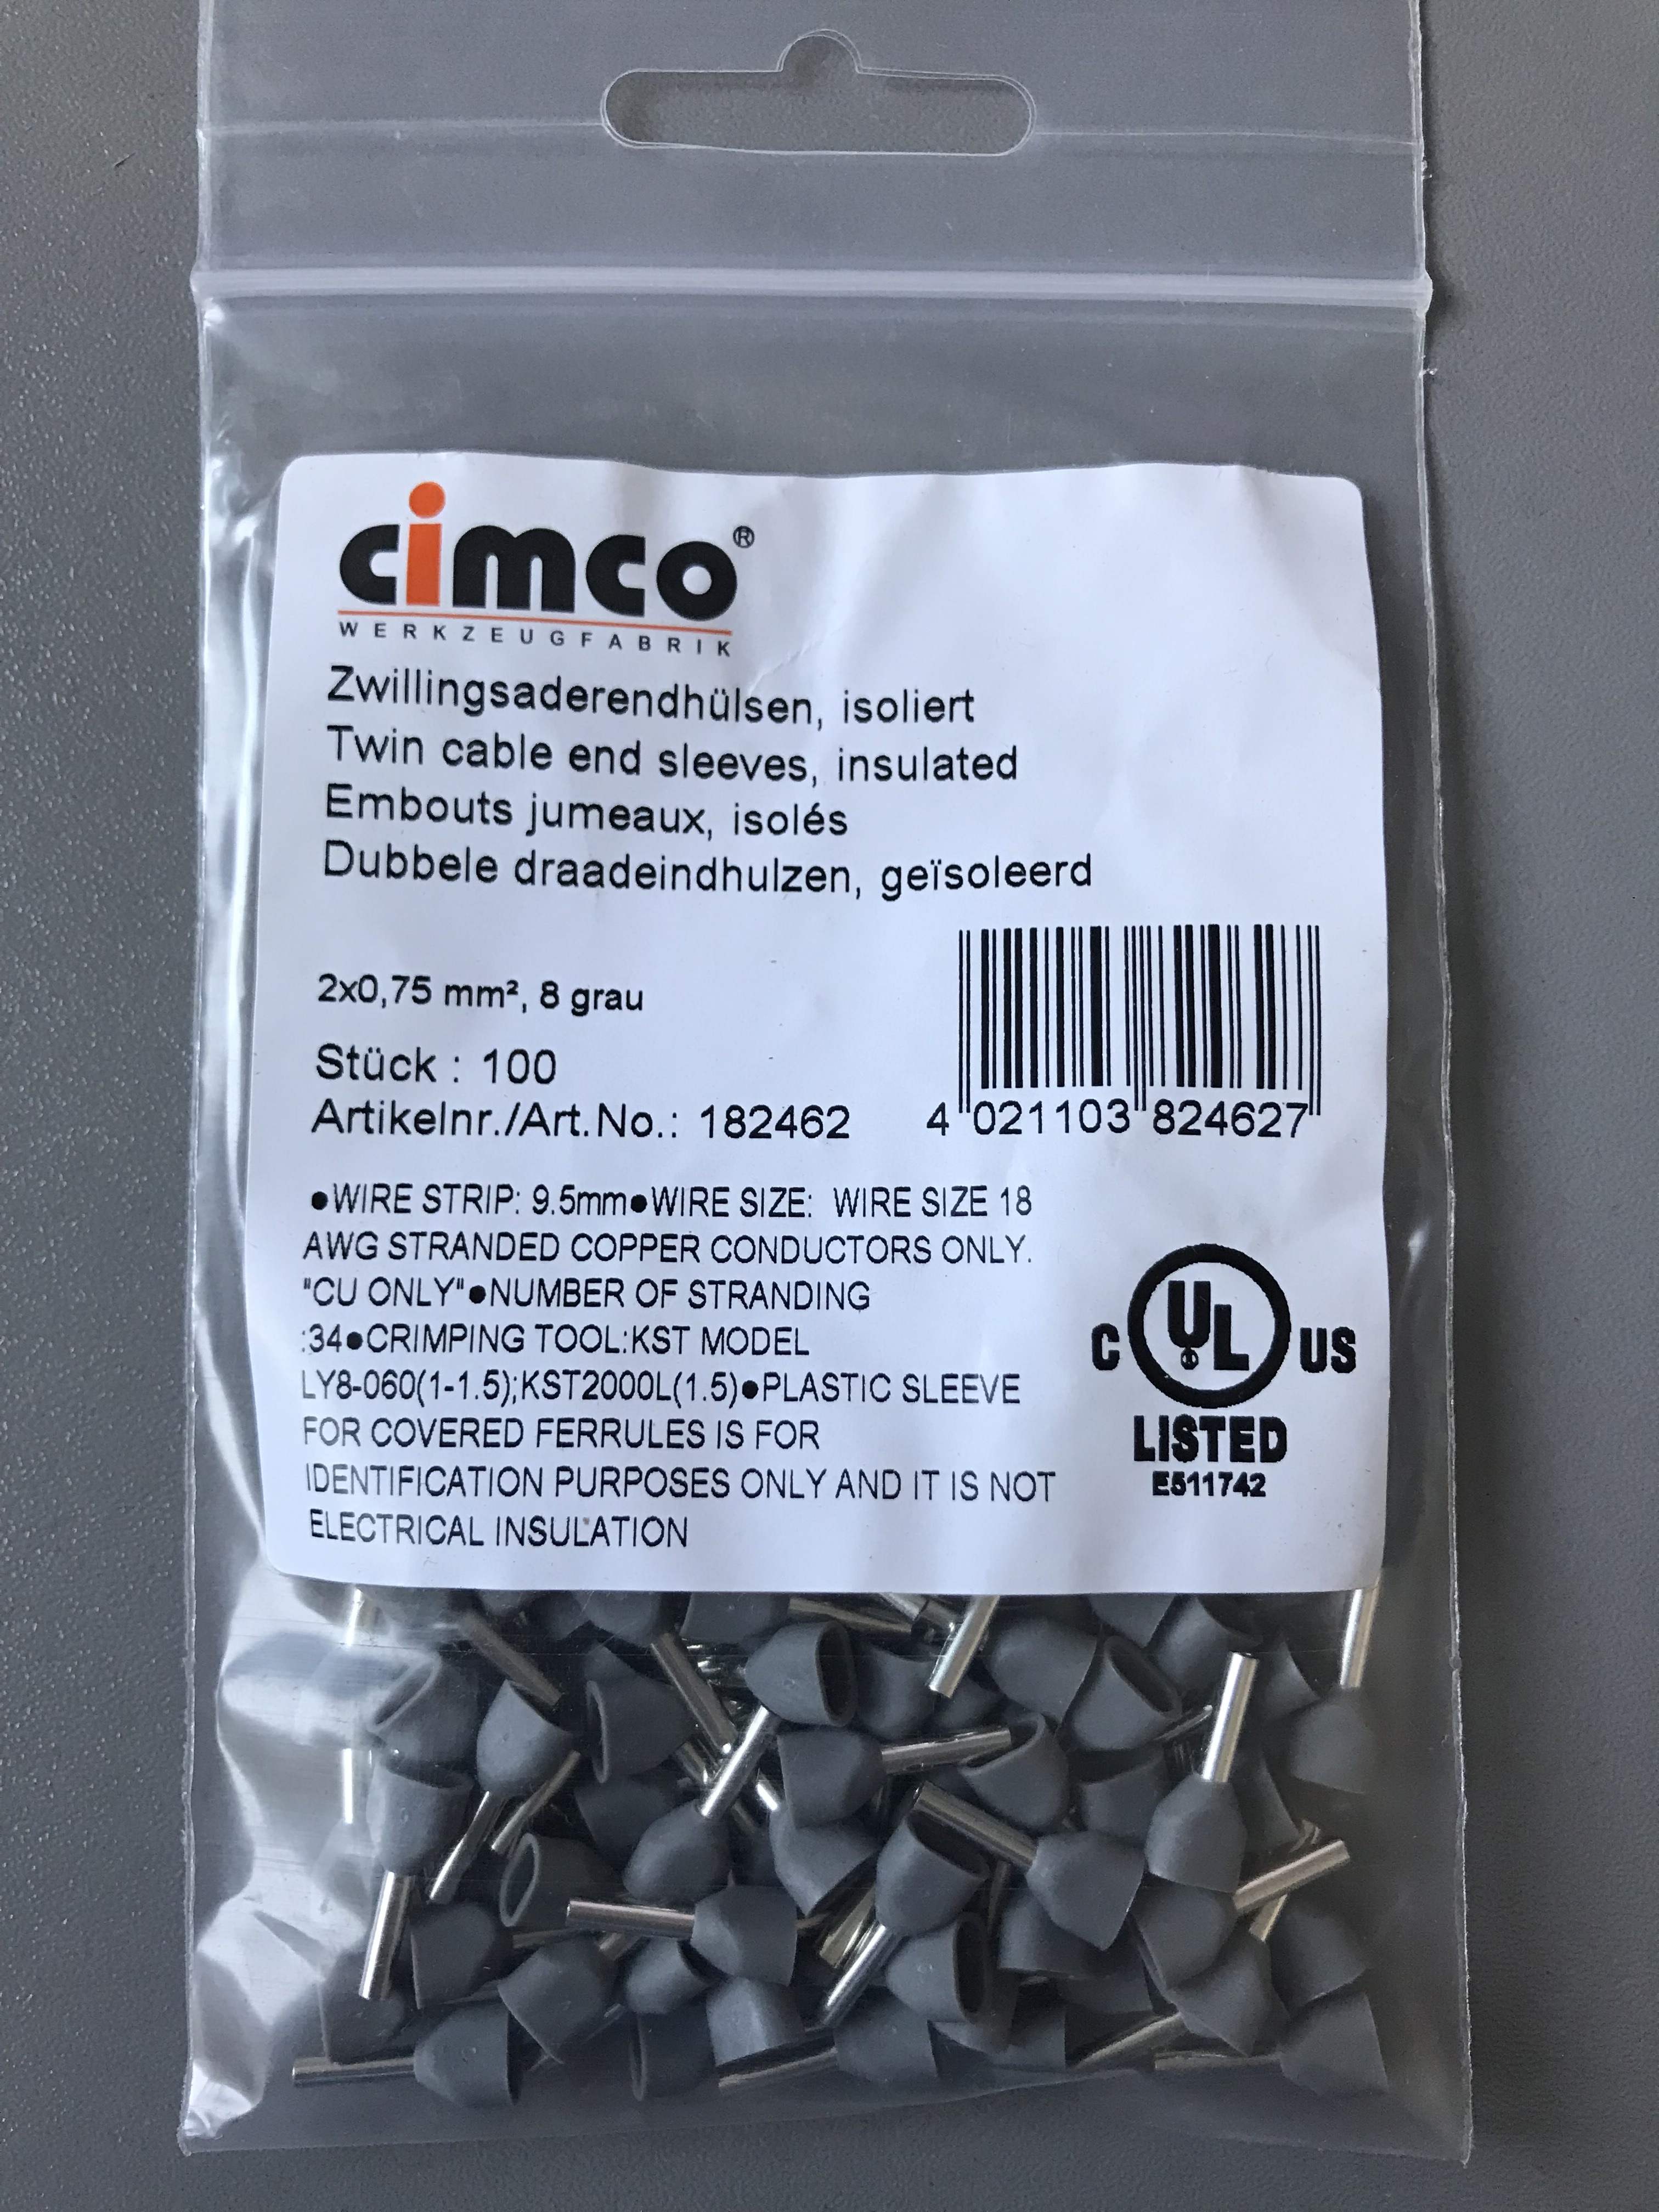 cimco®
WERKZEUGFABRIK
Zwillingsaderendhülsen, isoliert
Twin cable end sleeves, insulated
Embouts jumeaux, isolés
Dubbele draadeindhulzen, geïsoleerd
2x0,75 mm², 8 grau
Stück : 100
Artikelnr./Art.No.: 182462
4 021103 824627
●WIRE STRIP: 9.5mm●WIRE SIZE: WIRE SIZE 18
AWG STRANDED COPPER CONDUCTORS ONLY.
"CU ONLY"●NUMBER OF STRANDING
:34●CRIMPING TOOL:KST MODEL
LY8-060(1-1.5);KST2000L(1.5)●PLASTIC SLEEVE
FOR COVERED FERRULES IS FOR
IDENTIFICATION PURPOSES ONLY AND IT IS NOT
ELECTRICAL INSULATION
C UL US
LISTED
E511742